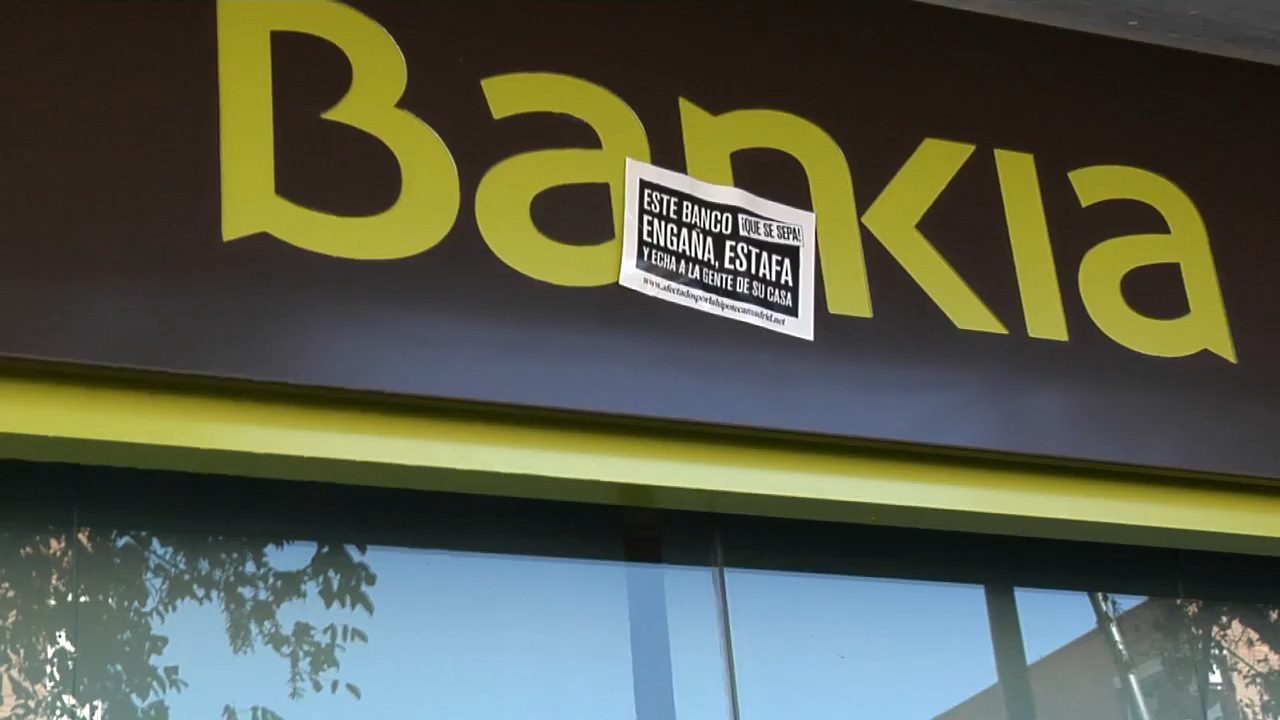 Bankia
ESTE BANCO ¡QUE SE SEPA!
ENGAÑA, ESTAFA
Y ECHA A LA GENTE DE SU CASA
www.afectadosporlahipotecamadrid.net